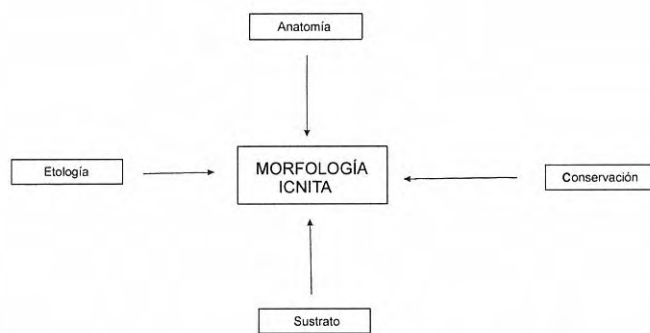 Anatomía
Etología
MORFOLOGÍA
ICNITA
Conservación
Sustrato